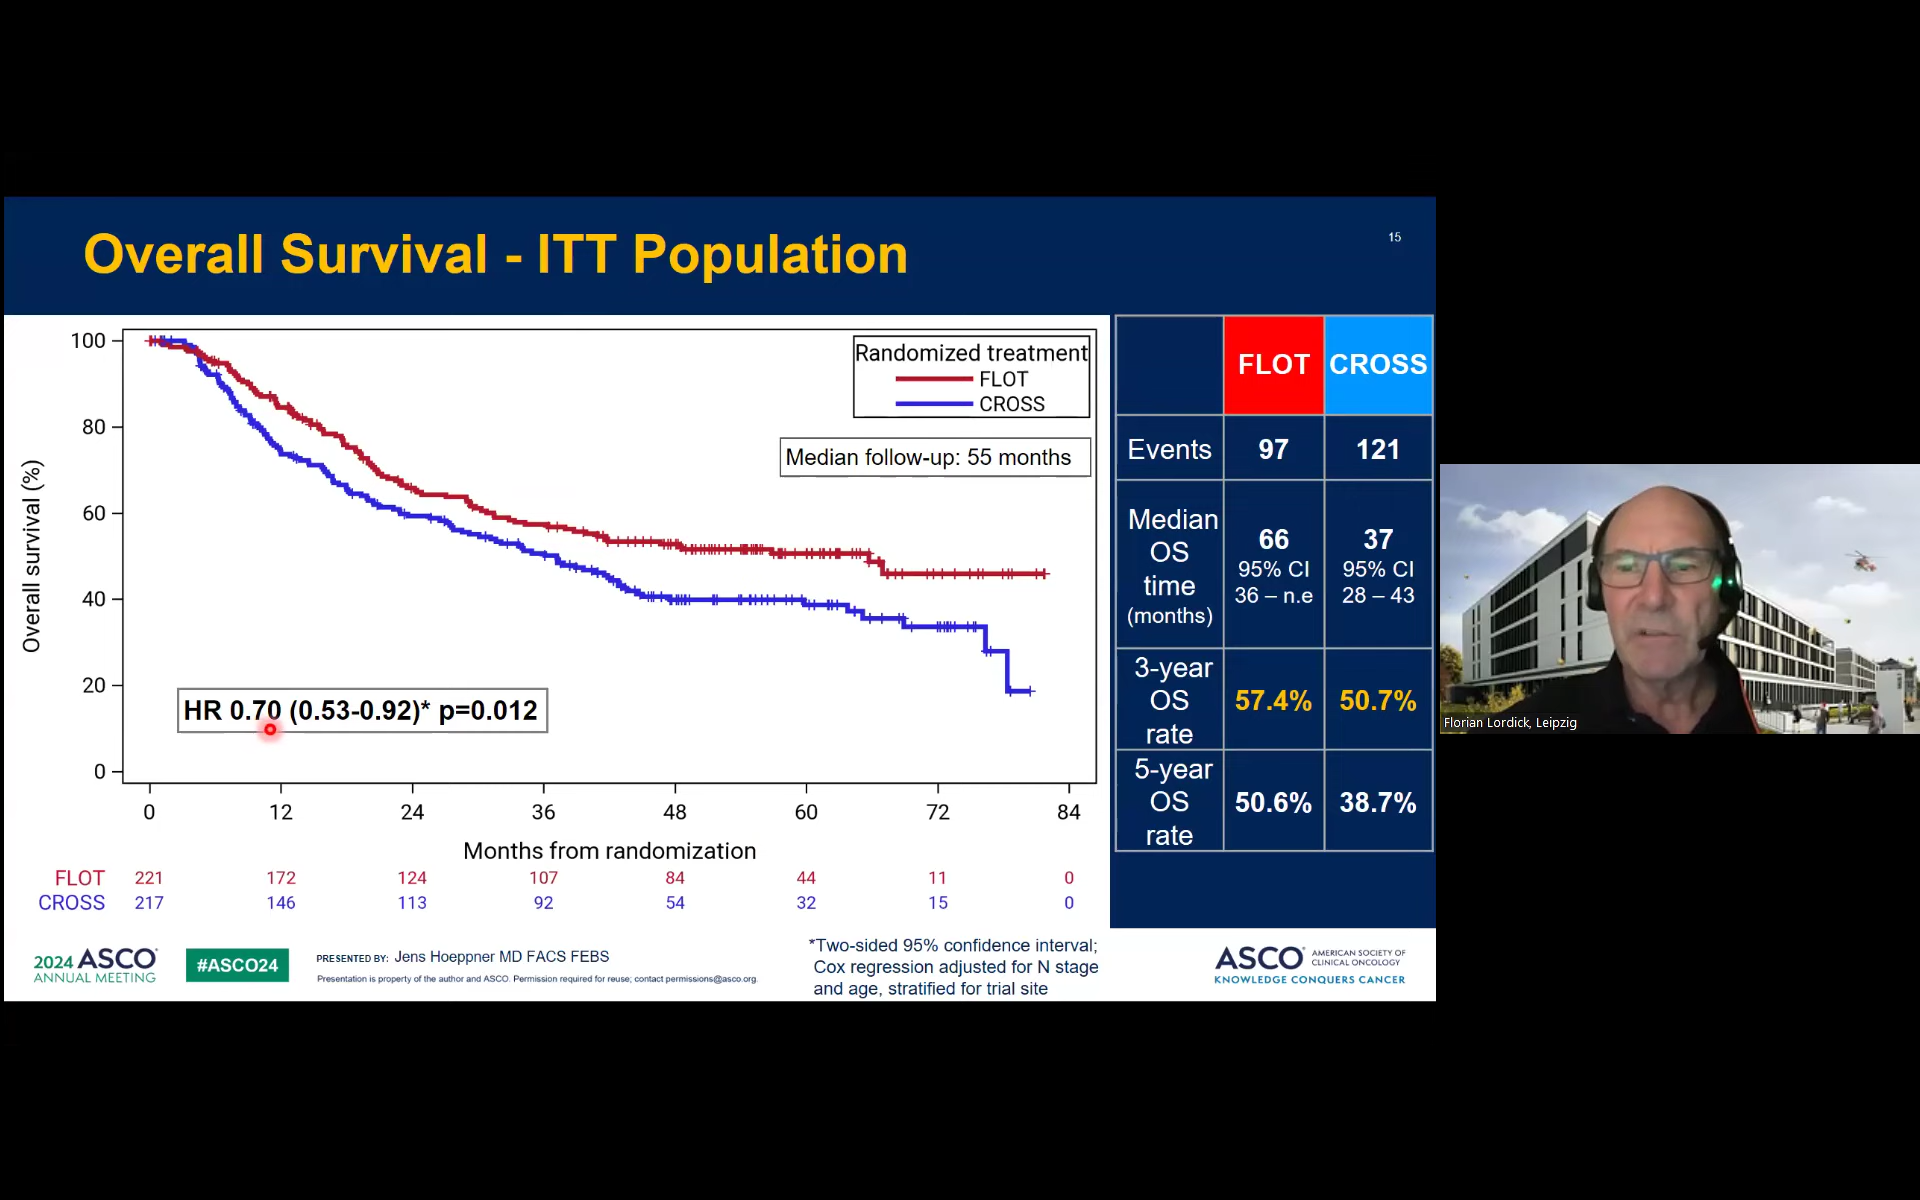 Overall Survival - ITT Population
15
Overall survival (%)
100
80
60
40
20
0
Randomized treatment
FLOT
CROSS
Median follow-up: 55 months
HR 0.70 (0.53-0.92)* p=0.012
0 12 24 36 48 60 72 84
Months from randomization
FLOT 221 172 124 107 84 44 11 0
CROSS 217 146 113 92 54 32 15 0
FLOT CROSS
Events 97 121
Median
OS
time
(months)
66
95% CI
36 – n.e
37
95% CI
28 – 43
3-year
OS
rate
57.4% 50.7%
5-year
OS
rate
50.6% 38.7%
Florian Lordick, Leipzig
2024 ASCO
ANNUAL MEETING
#ASCO24
PRESENTED BY: Jens Hoeppner MD FACS FEBS
Presentation is property of the author and ASCO. Permission required for reuse; contact permissions@asco.org.
*Two-sided 95% confidence interval;
Cox regression adjusted for N stage
and age, stratified for trial site
ASCO AMERICAN SOCIETY OF
CLINICAL ONCOLOGY
KNOWLEDGE CONQUERS CANCER